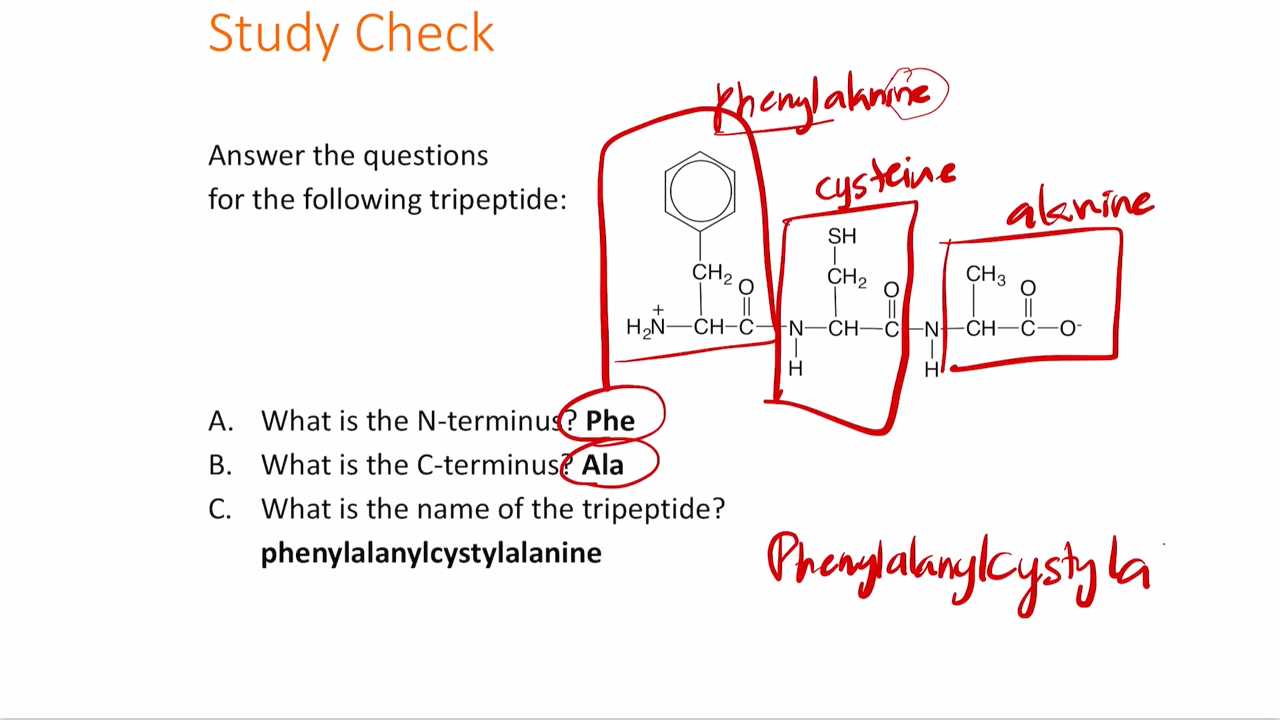 Study Check
phenylalanine
Answer the questions
for the following tripeptide:
cysteine
alanine
SH
CH2 O CH2 O CH3 O
+
H2N—CH—C—N—CH—C—N—CH—C—O-
H H
A. What is the N-terminus? Phe
B. What is the C-terminus? Ala
C. What is the name of the tripeptide?
phenylalanylcystylalanine
Phenylalanylcystyla